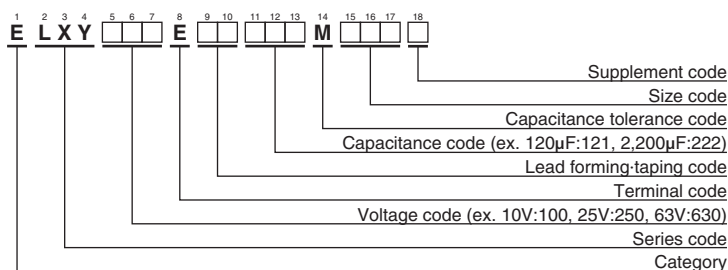 1 2 3 4 5 6 7 8 9 10 11 12 13 14 15 16 17 18
E L X Y E M
Supplement code
Size code
Capacitance tolerance code
Capacitance code (ex. 120µF:121, 2,200µF:222)
Lead forming·taping code
Terminal code
Voltage code (ex. 10V:100, 25V:250, 63V:630)
Series code
Category